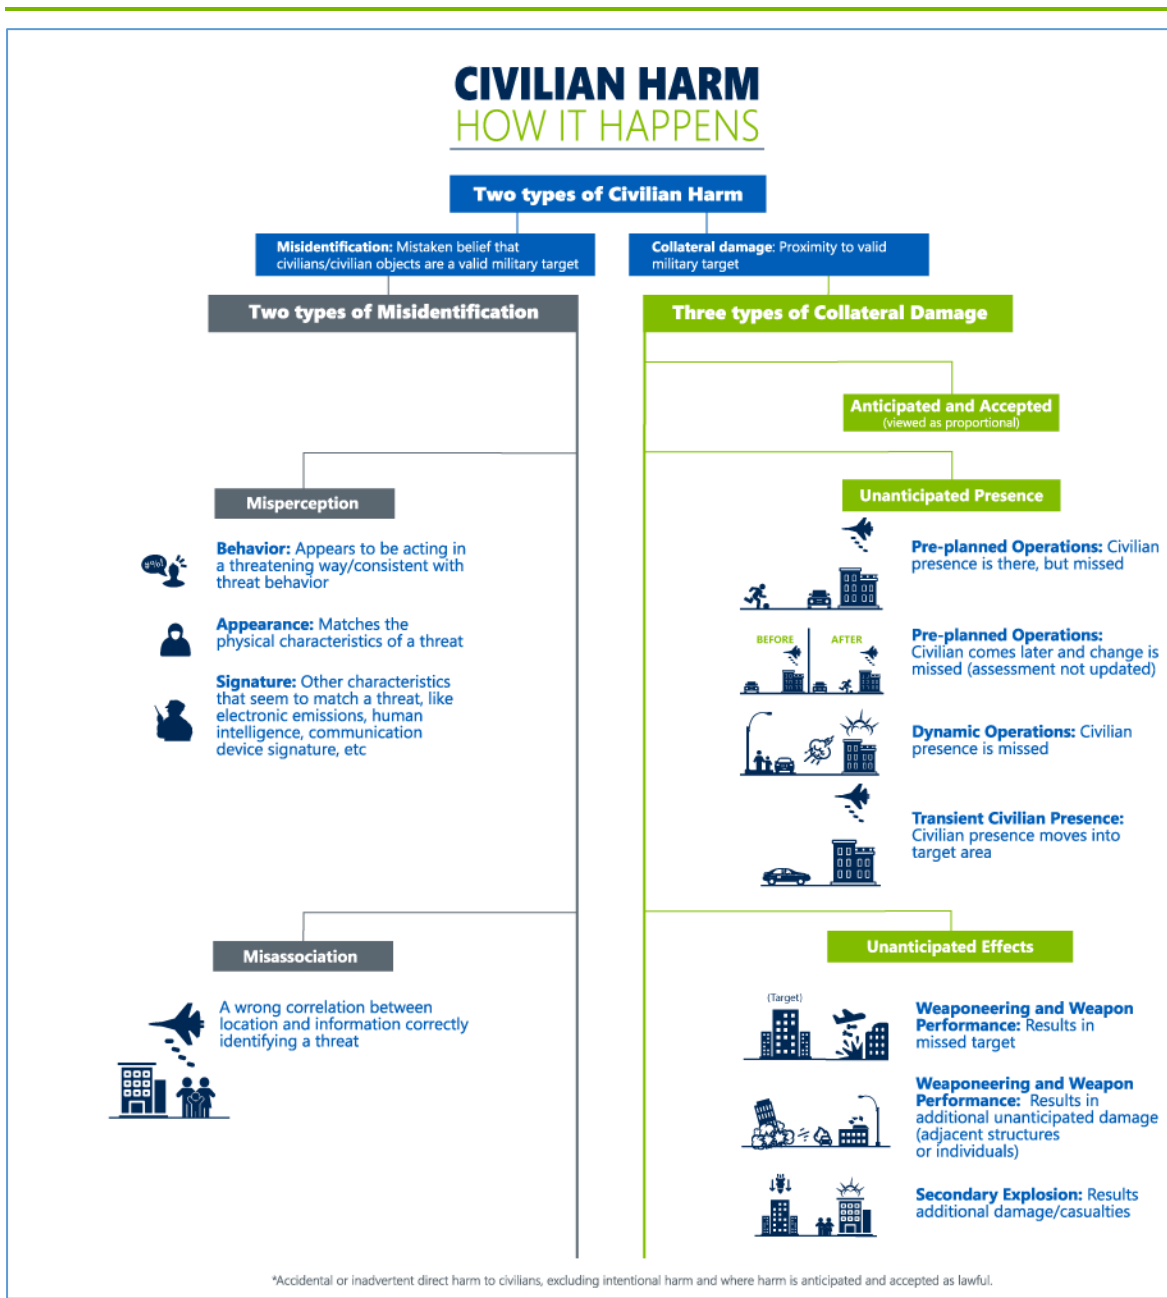 CIVILIAN HARM
HOW IT HAPPENS
Two types of Civilian Harm
Misidentification: Mistaken belief that
civilians/civilian objects are a valid military target
Collateral damage: Proximity to valid
military target
Two types of Misidentification
Misperception
Behavior: Appears to be acting in
a threatening way/consistent with
threat behavior
Appearance: Matches the
physical characteristics of a threat
Signature: Other characteristics
that seem to match a threat, like
electronic emissions, human
intelligence, communication
device signature, etc
Misassociation
A wrong correlation between
location and information correctly
identifying a threat
Three types of Collateral Damage
Anticipated and Accepted
(viewed as proportional)
Unanticipated Presence
Pre-planned Operations: Civilian
presence is there, but missed
BEFORE
AFTER
Pre-planned Operations:
Civilian comes later and change is
missed (assessment not updated)
Dynamic Operations: Civilian
presence is missed
Transient Civilian Presence:
Civilian presence moves into
target area
Unanticipated Effects
(Target)
Weaponeering and Weapon
Performance: Results in
missed target
Weaponeering and Weapon
Performance: Results in
additional unanticipated damage
(adjacent structures
or individuals)
Secondary Explosion: Results
additional damage/casualties
*Accidental or inadvertent direct harm to civilians, excluding intentional harm and where harm is anticipated and accepted as lawful.